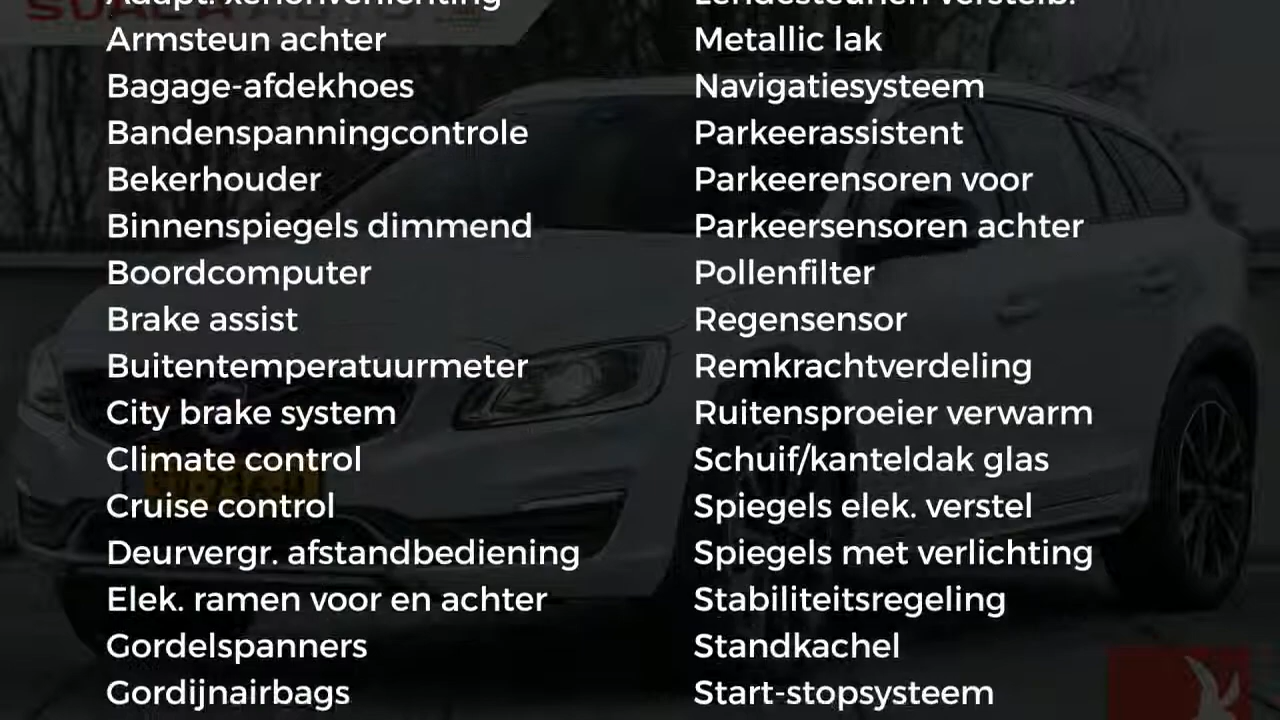 Armsteun achter
Bagage-afdekhoes
Bandenspanningcontrole
Bekerhouder
Binnenspiegels dimmend
Boordcomputer
Brake assist
Buitentemperatuurmeter
City brake system
Climate control
Cruise control
Deurvergr. afstandbediening
Elek. ramen voor en achter
Gordelspanners
Gordijnairbags
Metallic lak
Navigatiesysteem
Parkeerassistent
Parkeerensoren voor
Parkeersensoren achter
Pollenfilter
Regensensor
Remkrachtverdeling
Ruitensproeier verwarm
Schuif/kanteldak glas
Spiegels elek. verstel
Spiegels met verlichting
Stabiliteitsregeling
Standkachel
Start-stopsysteem